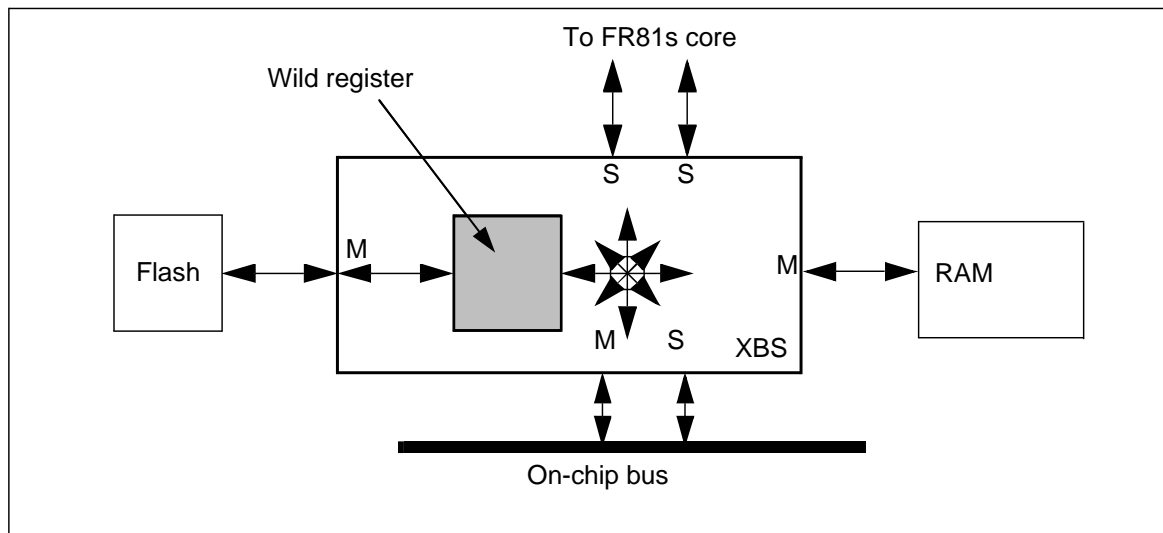 To FR81s core
Wild register
S S
Flash
M
M
RAM
M S
XBS
On-chip bus